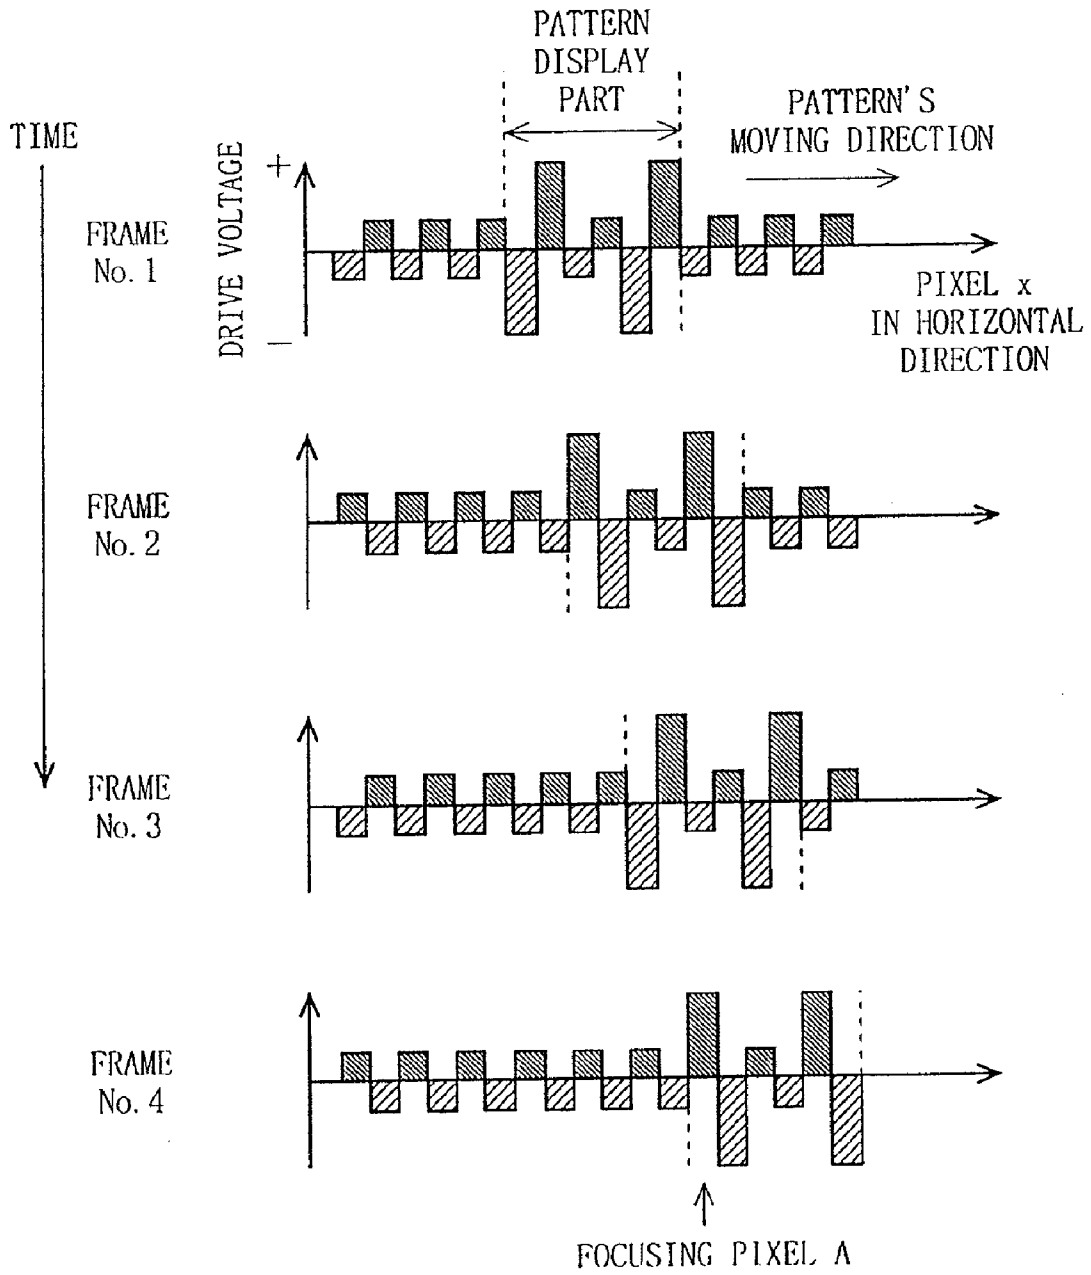 PATTERN
DISPLAY
PART
TIME
PATTERN'S
MOVING DIRECTION
DRIVE VOLTAGE
+
−
FRAME
No. 1
PIXEL x
IN HORIZONTAL
DIRECTION
FRAME
No. 2
FRAME
No. 3
FRAME
No. 4
FOCUSING PIXEL A